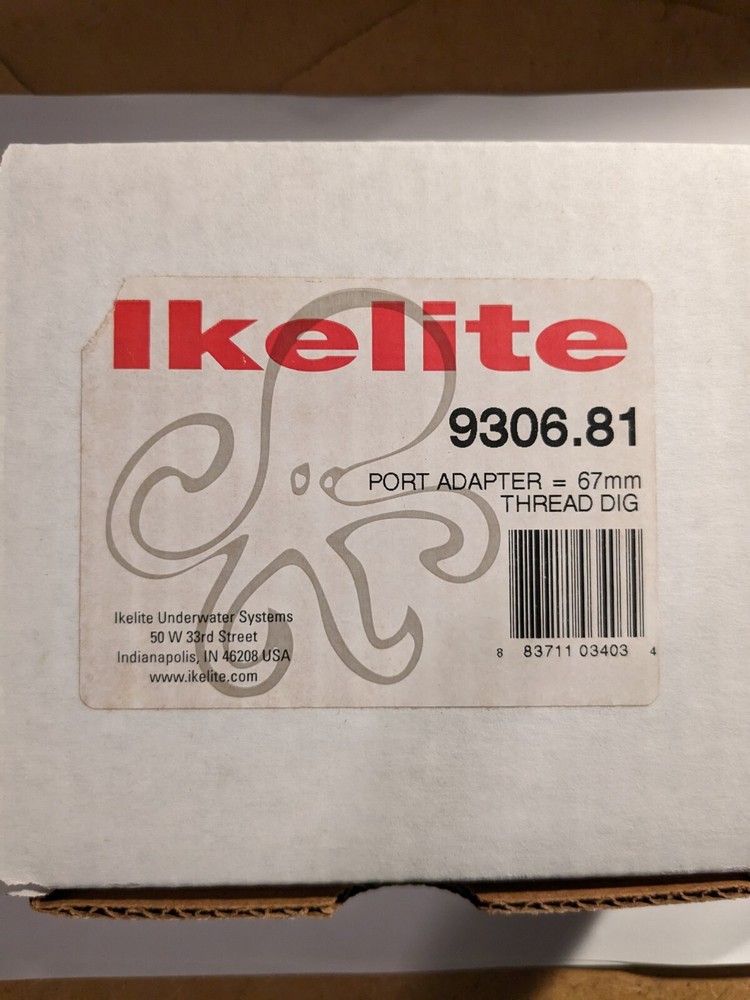 Ikelite
9306.81
PORT ADAPTER = 67mm
THREAD DIG
Ikelite Underwater Systems
50 W 33rd Street
Indianapolis, IN 46208 USA
www.ikelite.com
8 83711 03403 4